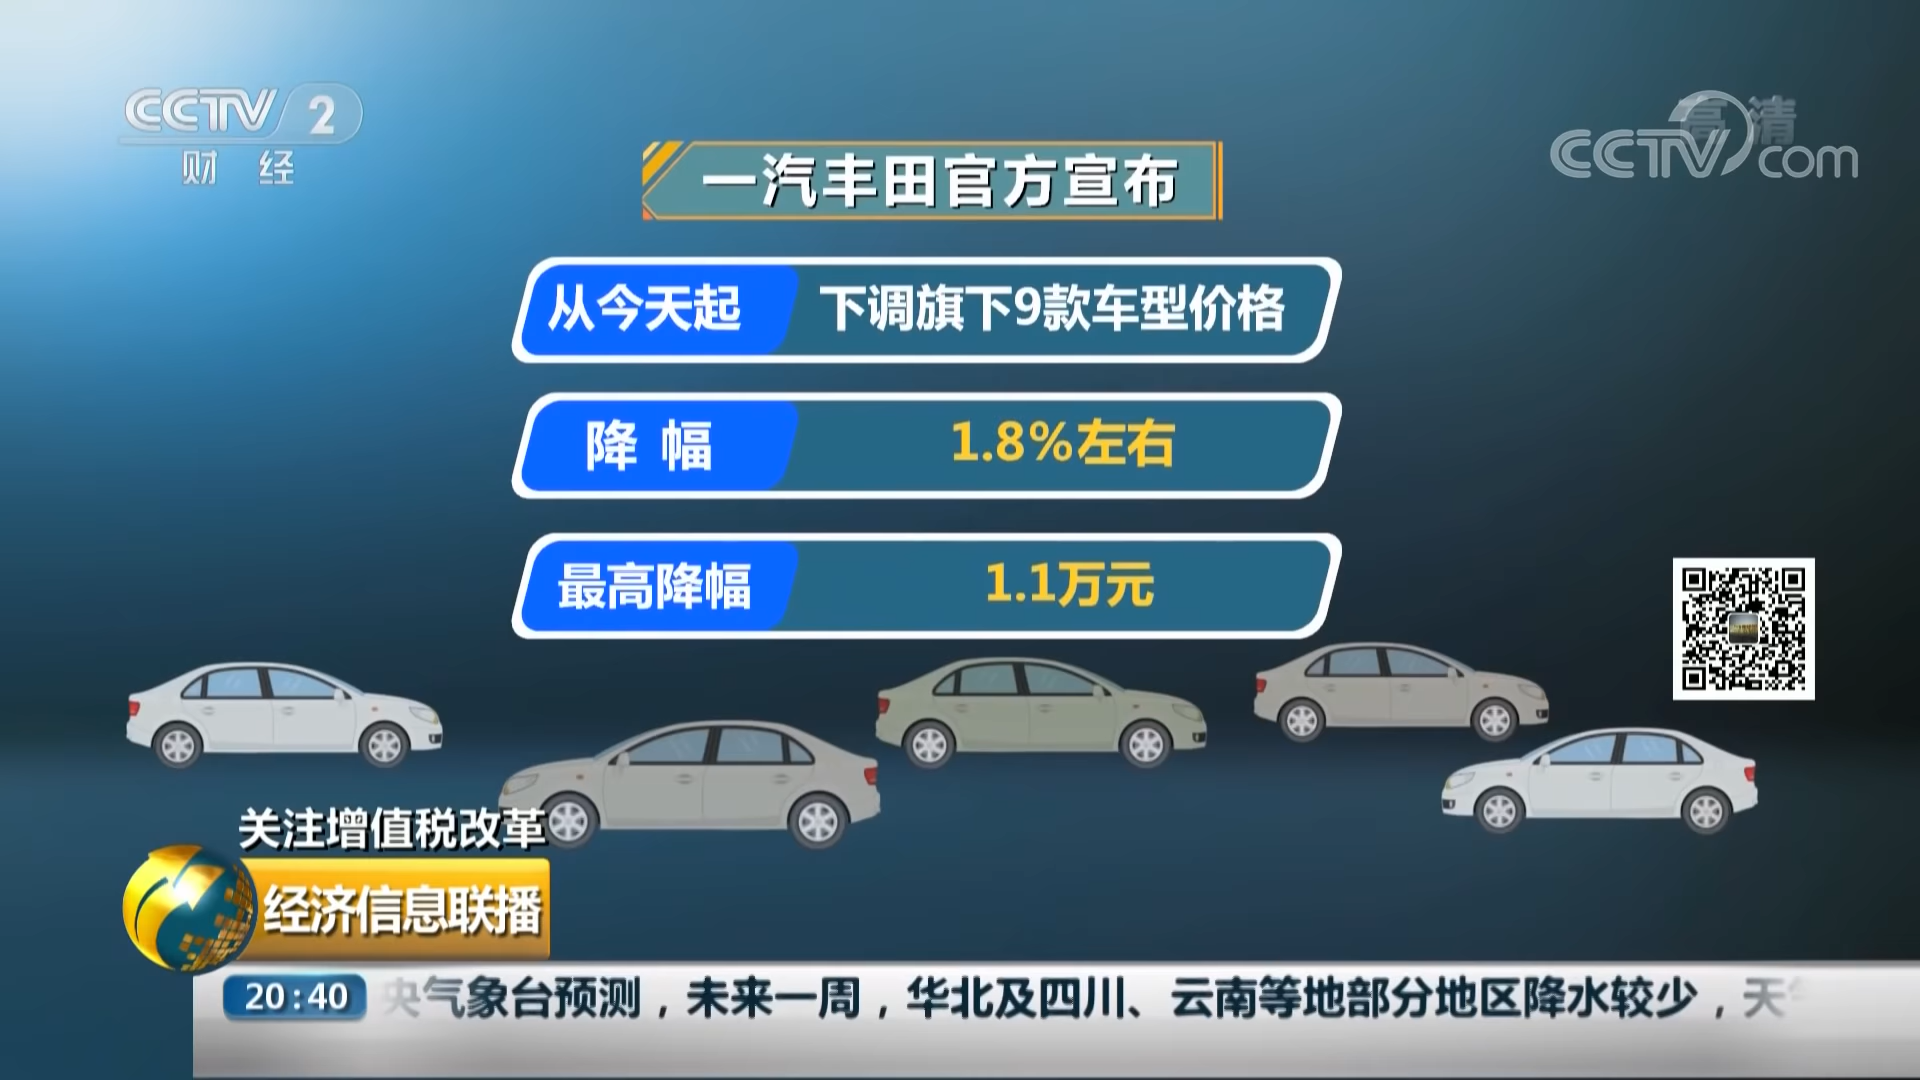 CCTV 2
财 经
高清
CCTV com
一汽丰田官方宣布
从今天起 下调旗下9款车型价格
降 幅 1.8%左右
最高降幅 1.1万元
关注增值税改革
经济信息联播
20:40 央气象台预测，未来一周，华北及四川、云南等地部分地区降水较少，天